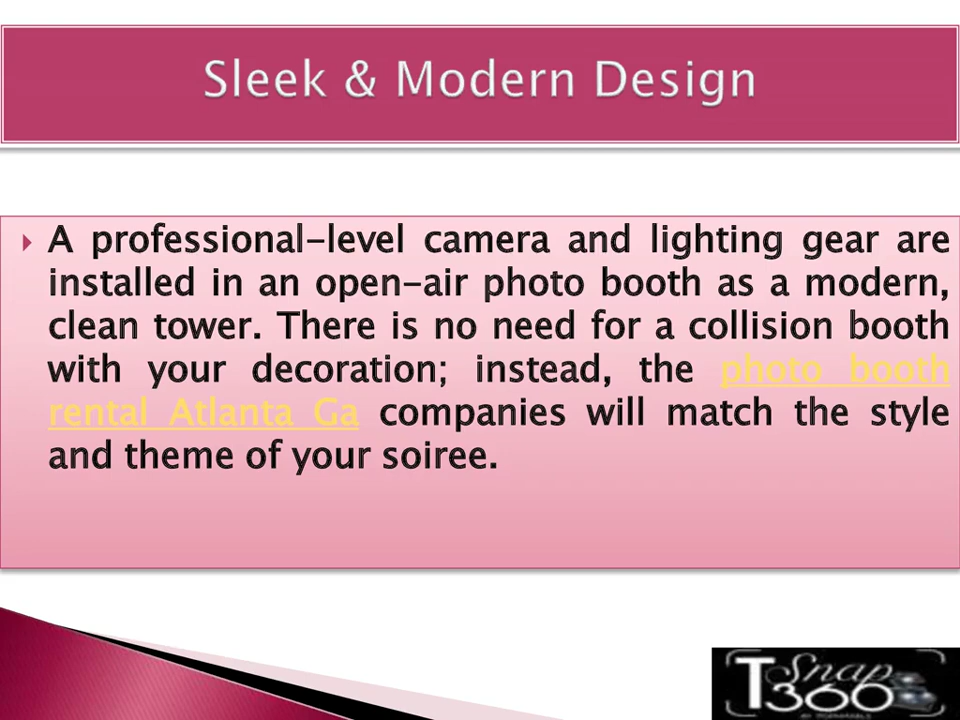 Sleek & Modern Design
A professional-level camera and lighting gear are
installed in an open-air photo booth as a modern,
clean tower. There is no need for a collision booth
with your decoration; instead, the photo booth
rental Atlanta Ga companies will match the style
and theme of your soiree.
T Snap
360